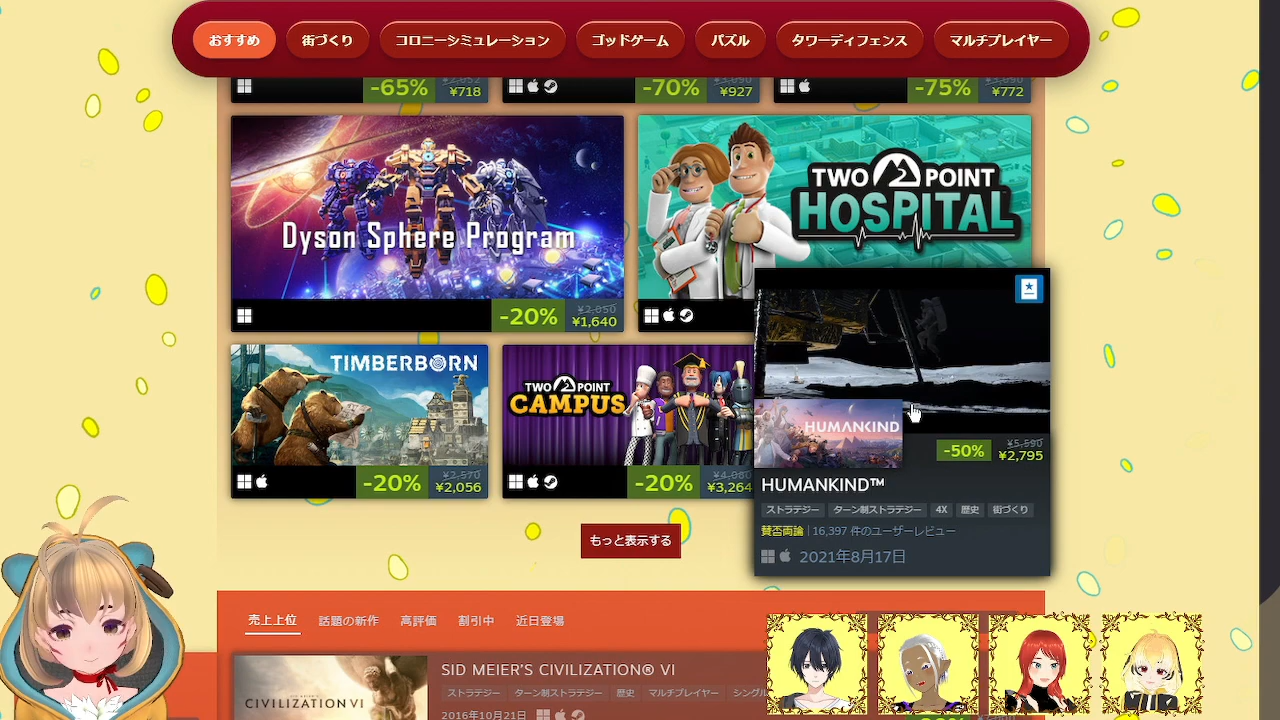 おすすめ
街づくり
コロニーシミュレーション
ゴッドゲーム
パズル
タワーディフェンス
マルチプレイヤー
-65%
¥718
-70%
¥927
-75%
¥772
Dyson Sphere Program
-20%
¥2,050
¥1,640
TWO POINT
HOSPITAL
TIMBERBORN
-20%
¥2,570
¥2,056
TWO POINT
CAMPUS
-20%
¥4,080
¥3,264
HUMANKIND
-50%
¥5,590
¥2,795
HUMANKIND™
ストラテジー
ターン制ストラテジー
4X
歴史
街づくり
賛否両論 | 16,397 件のユーザーレビュー
2021年8月17日
もっと表示する
売上上位
話題の新作
高評価
割引中
近日登場
SID MEIER'S
CIVILIZATION VI
SID MEIER'S CIVILIZATION® VI
ストラテジー
ターン制ストラテジー
歴史
マルチプレイヤー
シングル
2016年10月21日